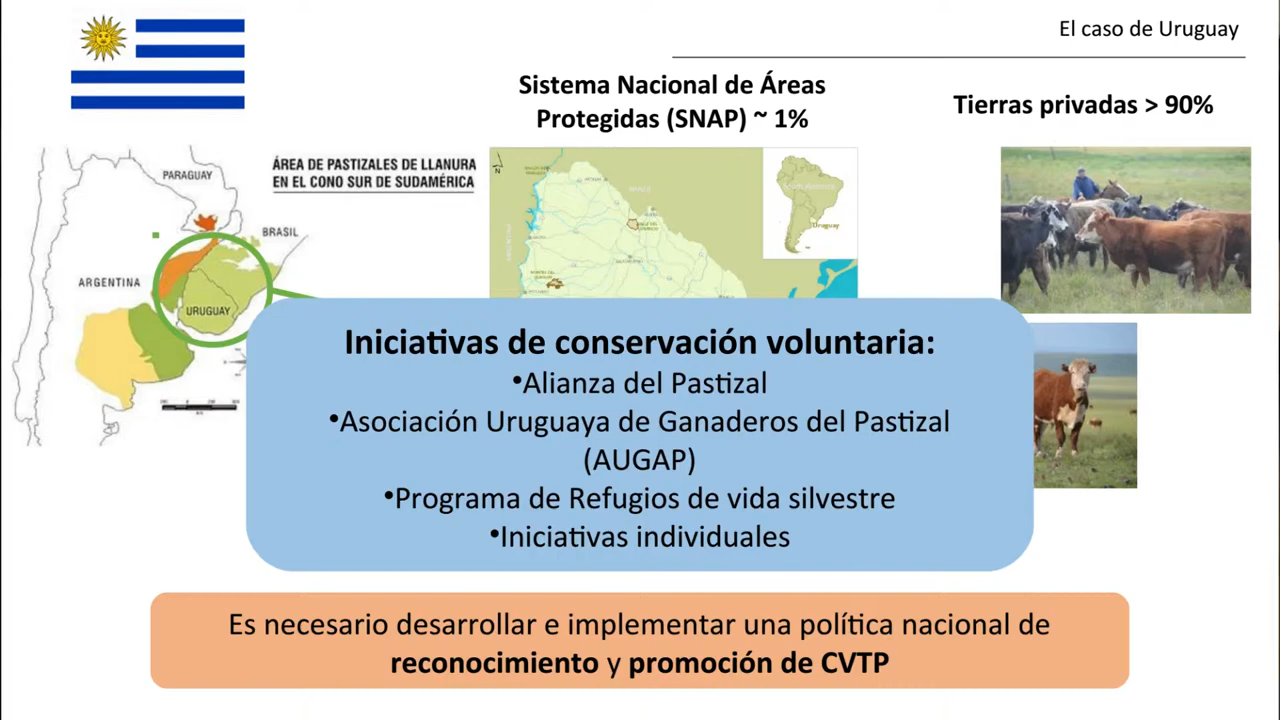 El caso de Uruguay
Sistema Nacional de Áreas
Protegidas (SNAP) ~ 1%
Tierras privadas > 90%
ÁREA DE PASTIZALES DE LLANURA
EN EL CONO SUR DE SUDAMÉRICA
PARAGUAY
BRASIL
ARGENTINA
URUGUAY
N
Uruguay
Iniciativas de conservación voluntaria:
•Alianza del Pastizal
•Asociación Uruguaya de Ganaderos del Pastizal
(AUGAP)
•Programa de Refugios de vida silvestre
•Iniciativas individuales
Es necesario desarrollar e implementar una política nacional de
reconocimiento y promoción de CVTP